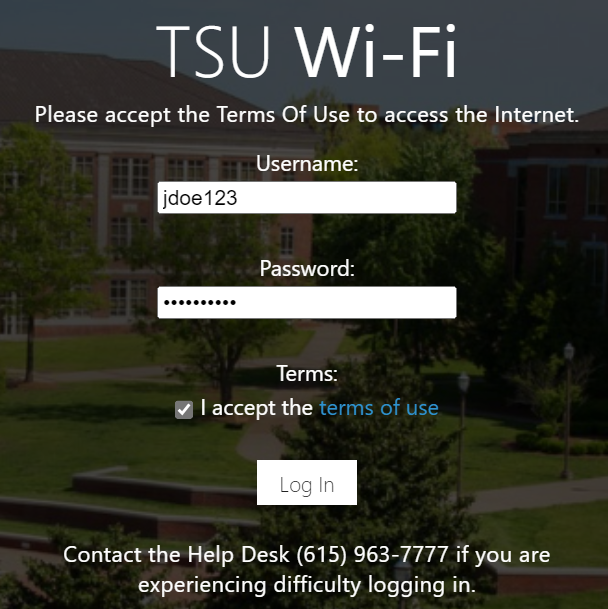 TSU Wi-Fi
Please accept the Terms Of Use to access the Internet.
Username:
jdoe123
Password:
••••••••••
Terms:
I accept the terms of use
Log In
Contact the Help Desk (615) 963-7777 if you are
experiencing difficulty logging in.